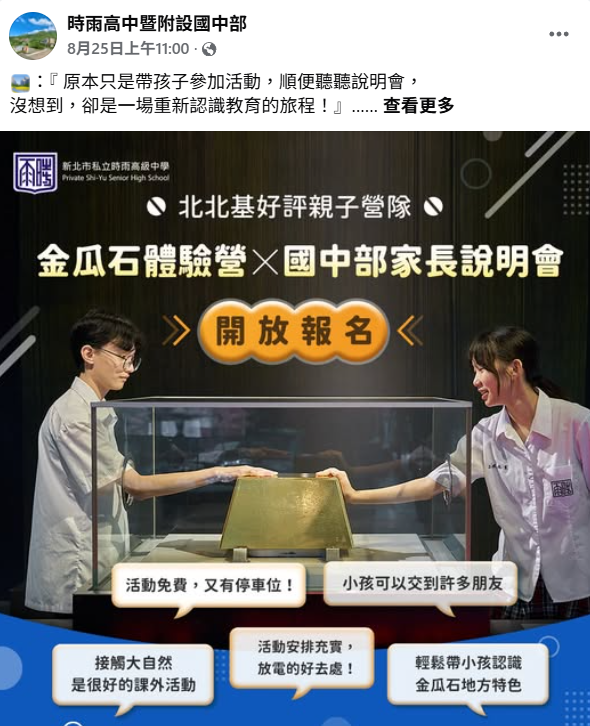 時雨高中暨附設國中部
8月25日上午11:00
：『 原本只是帶孩子參加活動，順便聽聽說明會，
沒想到，卻是一場重新認識教育的旅程！』...... 查看更多
時雨
新北市私立時雨高級中學
Private Shi-Yu Senior High School
北北基好評親子營隊
金瓜石體驗營×國中部家長說明會
開放報名
活動免費，又有停車位！
小孩可以交到許多朋友
接觸大自然
是很好的課外活動
活動安排充實，
放電的好去處！
輕鬆帶小孩認識
金瓜石地方特色